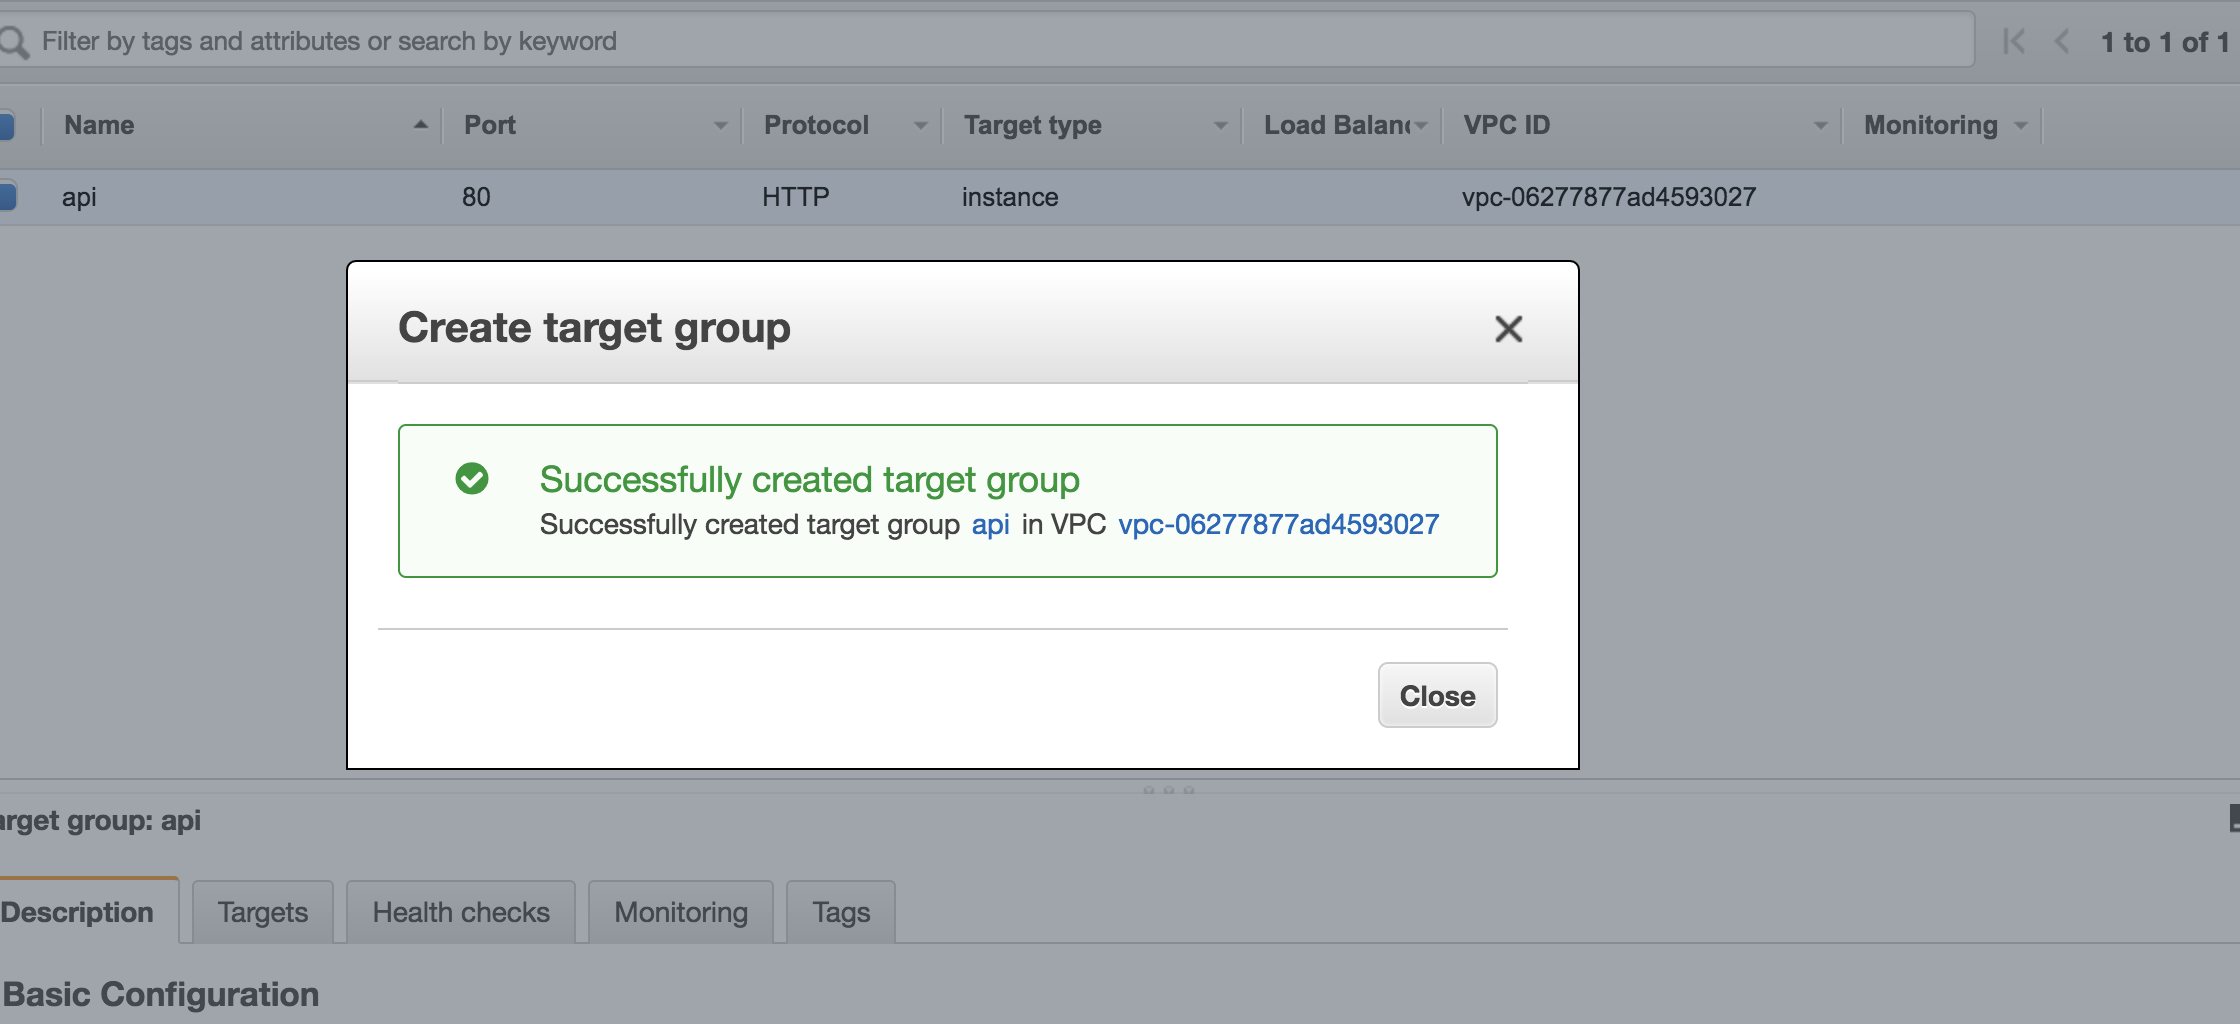 Filter by tags and attributes or search by keyword
1 to 1 of 1
Name Port Protocol Target type Load Balanc VPC ID Monitoring
api 80 HTTP instance vpc-06277877ad4593027
Create target group
Successfully created target group
Successfully created target group api in VPC vpc-06277877ad4593027
Close
arget group: api
Description Targets Health checks Monitoring Tags
Basic Configuration